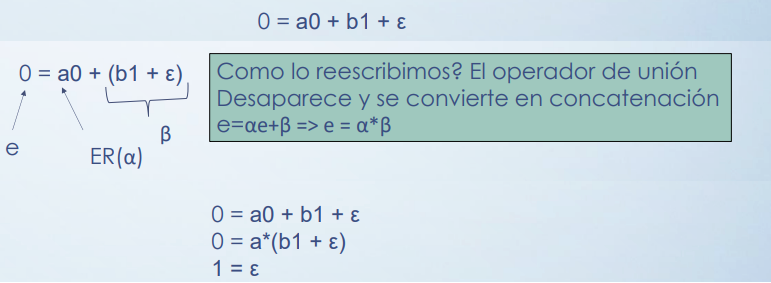 0 = a0 + b1 + ε
0 = a0 + (b1 + ε)
e
ER(α)
β
Como lo reescribimos? El operador de unión
Desaparece y se convierte en concatenación
e=αe+β => e = α*β
0 = a0 + b1 + ε
0 = a*(b1 + ε)
1 = ε